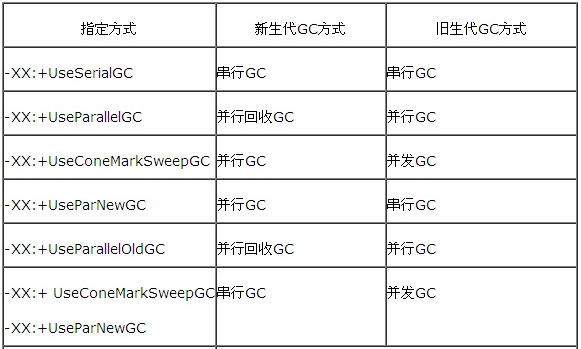 指定方式 新生代GC方式 旧生代GC方式
-XX:+UseSerialGC 串行GC 串行GC
-XX:+UseParallelGC 并行回收GC 并行GC
-XX:+UseConeMarkSweepGC 并行GC 并发GC
-XX:+UseParNewGC 并行GC 串行GC
-XX:+UseParallelOldGC 并行回收GC 并行GC
-XX:+ UseConeMarkSweepGC 串行GC 并发GC
-XX:+UseParNewGC